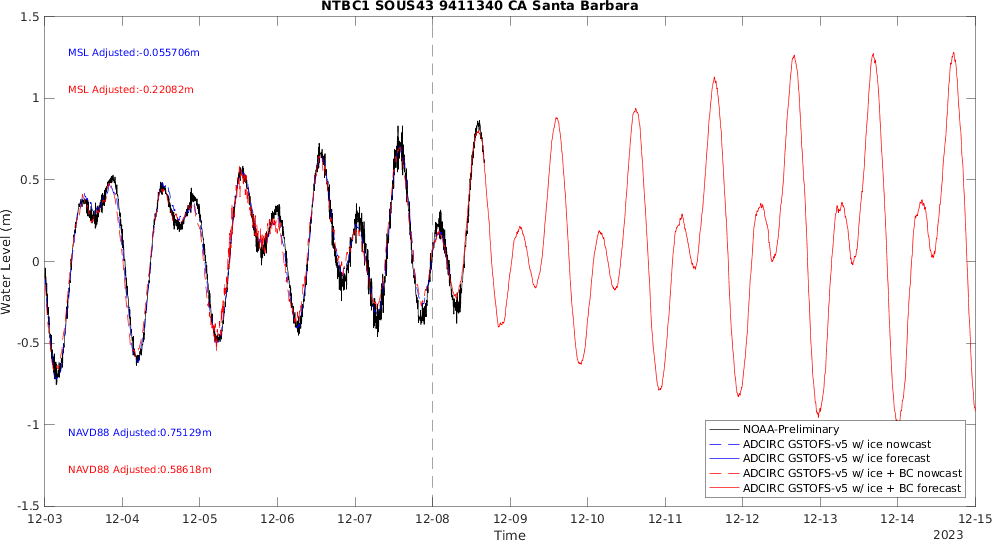 NTBC1 SOUS43 9411340 CA Santa Barbara
1.5
1
0.5
0
-0.5
-1
-1.5
Water Level (m)
MSL Adjusted:-0.055706m
MSL Adjusted:-0.22082m
NAVD88 Adjusted:0.75129m
NAVD88 Adjusted:0.58618m
NOAA-Preliminary
ADCIRC GSTOFS-v5 w/ ice nowcast
ADCIRC GSTOFS-v5 w/ ice forecast
ADCIRC GSTOFS-v5 w/ ice + BC nowcast
ADCIRC GSTOFS-v5 w/ ice + BC forecast
12-03 12-04 12-05 12-06 12-07 12-08 12-09 12-10 12-11 12-12 12-13 12-14 12-15
Time
2023